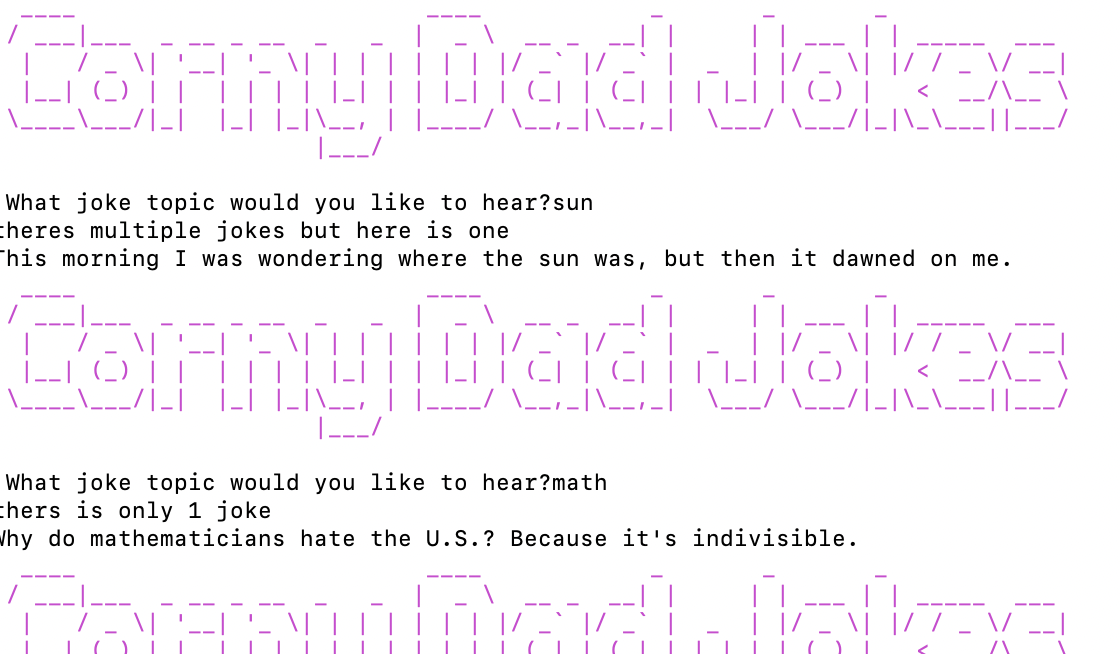 Corny Dad Jokes
What joke topic would you like to hear?sun
theres multiple jokes but here is one
This morning I was wondering where the sun was, but then it dawned on me.
Corny Dad Jokes
What joke topic would you like to hear?math
thers is only 1 joke
Why do mathematicians hate the U.S.? Because it's indivisible.
Corny Dad Jokes